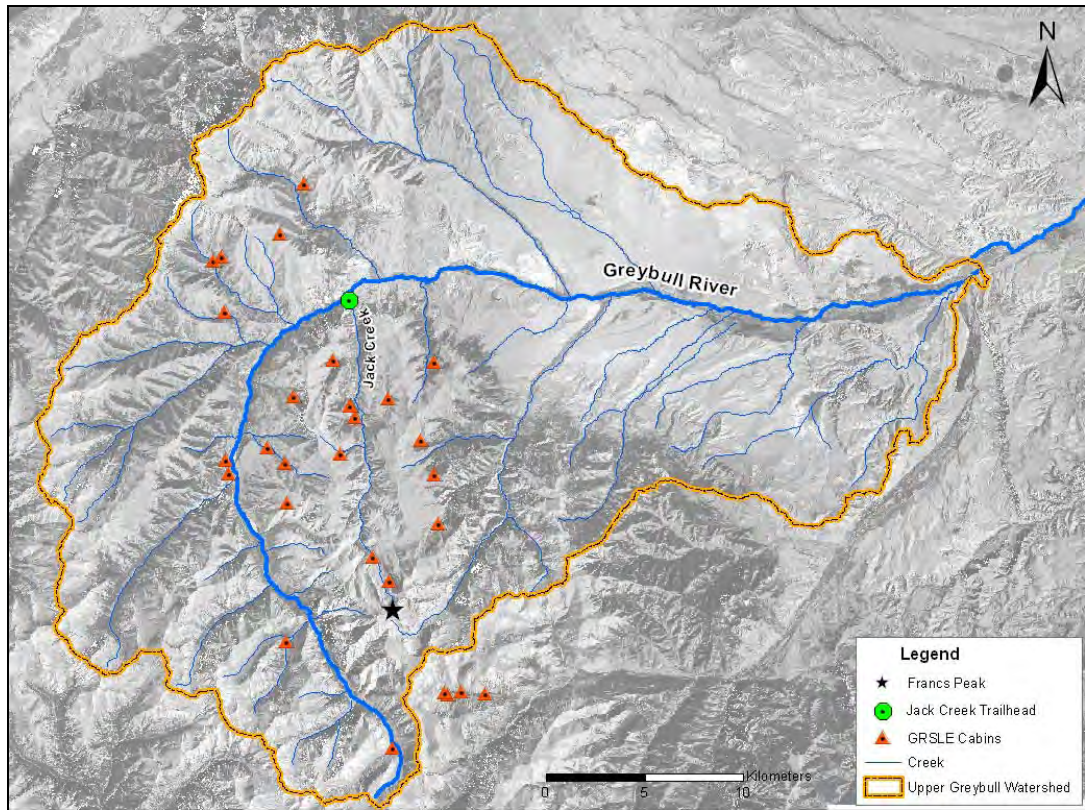 N
Greybull River
Jack Creek
Legend
Francs Peak
Jack Creek Trailhead
GRSLE Cabins
Creek
Upper Greybull Watershed
Kilometers
0 5 10